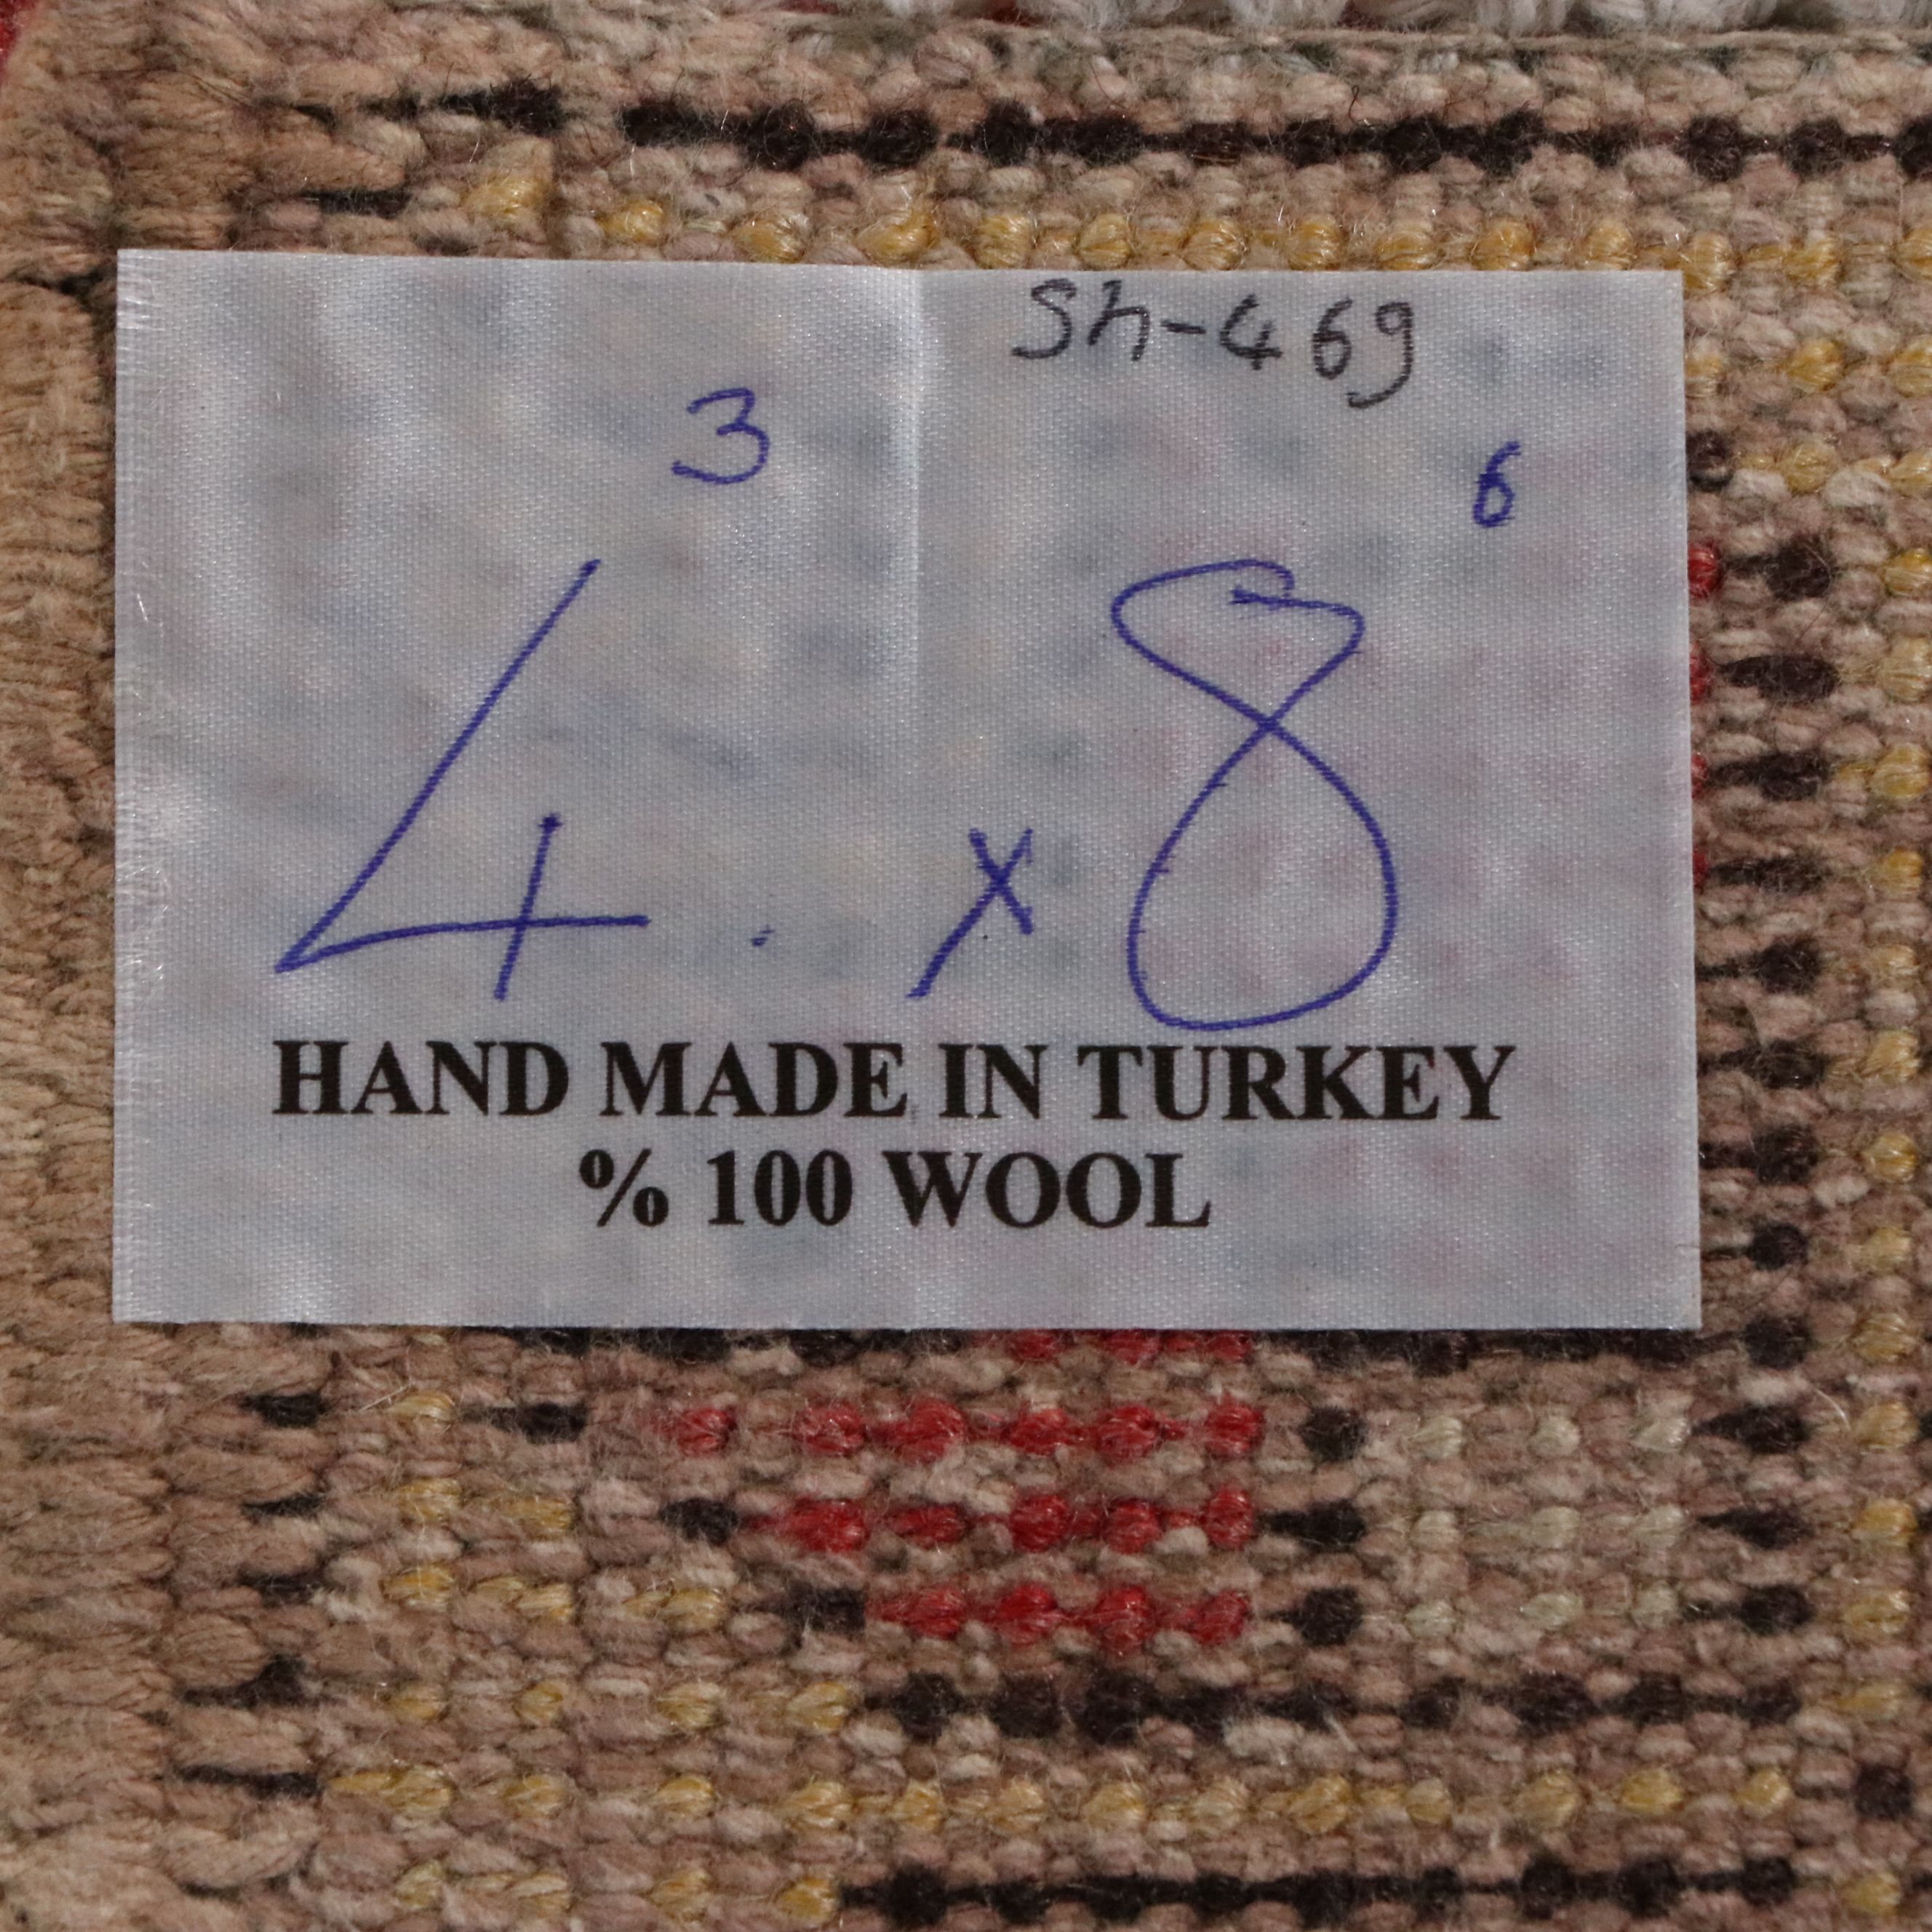 Sh-469
3 6
4 . x 8
HAND MADE IN TURKEY
% 100 WOOL